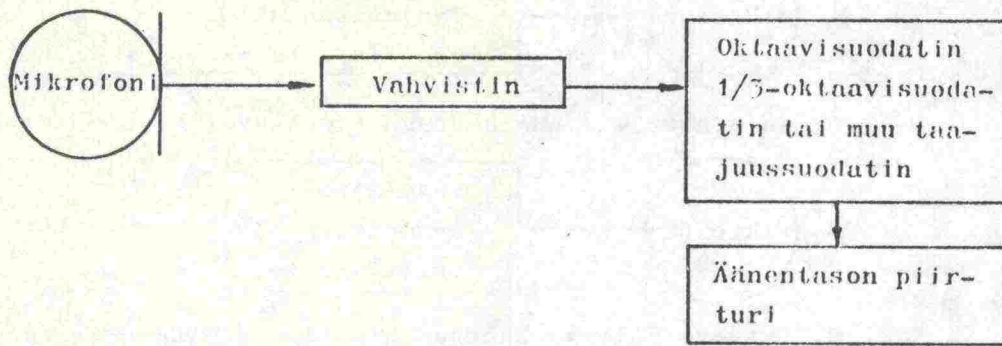 Mikrofoni
Vahvistin
Oktaavisuodatin
1/3-oktaavisuoda-
tin tai muu taa-
juussuodatin
Äänentason piir-
turi